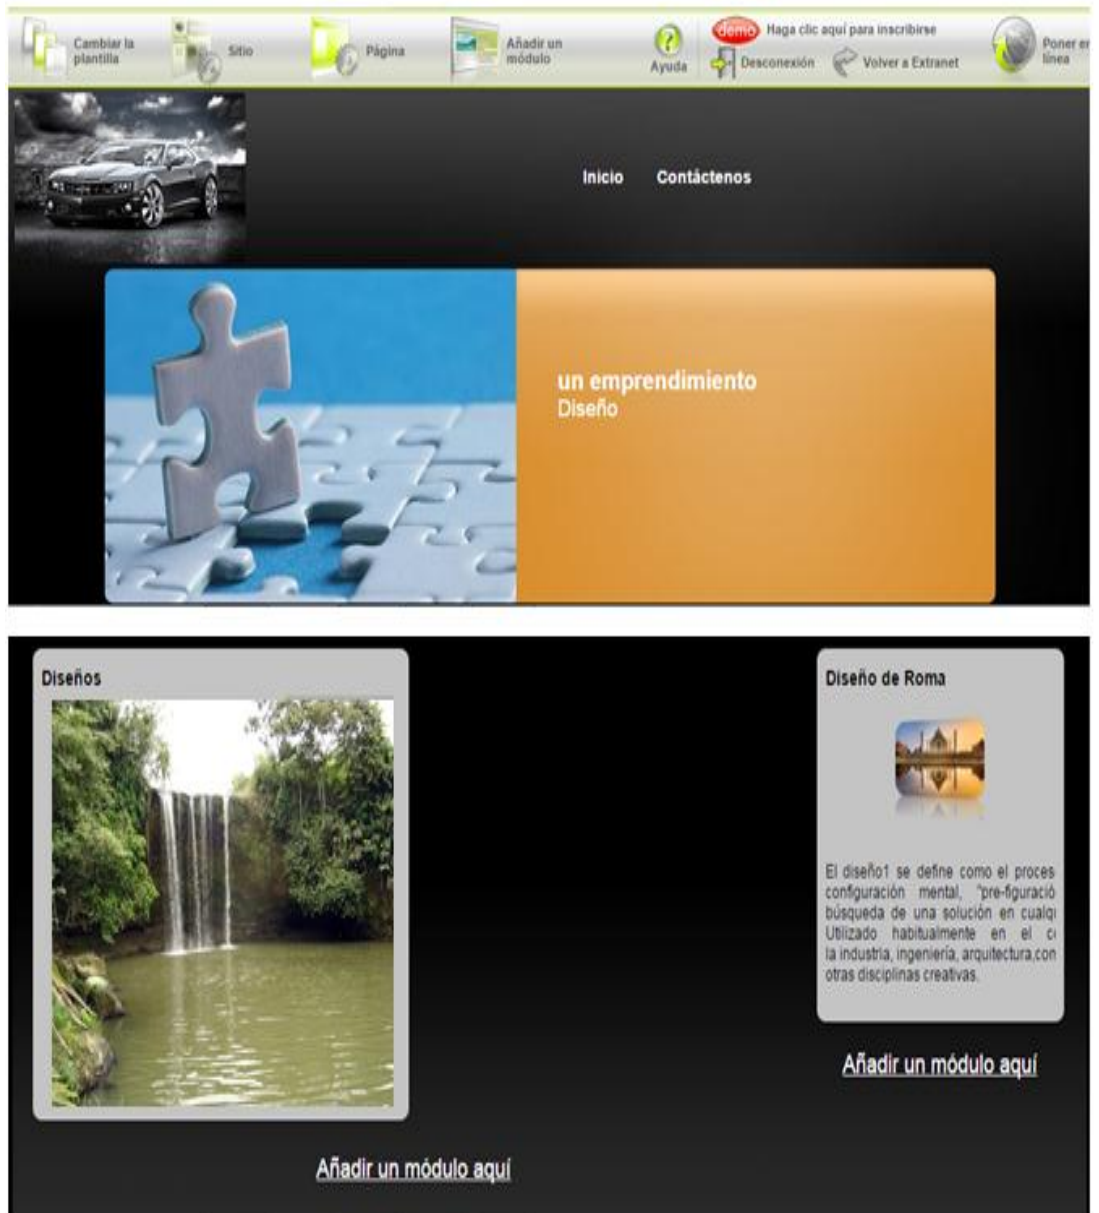 Cambiar la
plantilla
Sitio
Página
Añadir un
módulo
Ayuda
demo Haga clic aquí para inscribirse
Desconexión
Volver a Extranet
Poner en
línea
Inicio Contáctenos
un emprendimiento
Diseño
Diseños
Diseño de Roma
El diseño1 se define como el proces
configuración mental, "pre-figuració
búsqueda de una solución en cualqu
Utilizado habitualmente en el co
la industria, ingeniería, arquitectura,con
otras disciplinas creativas.
Añadir un módulo aquí
Añadir un módulo aquí